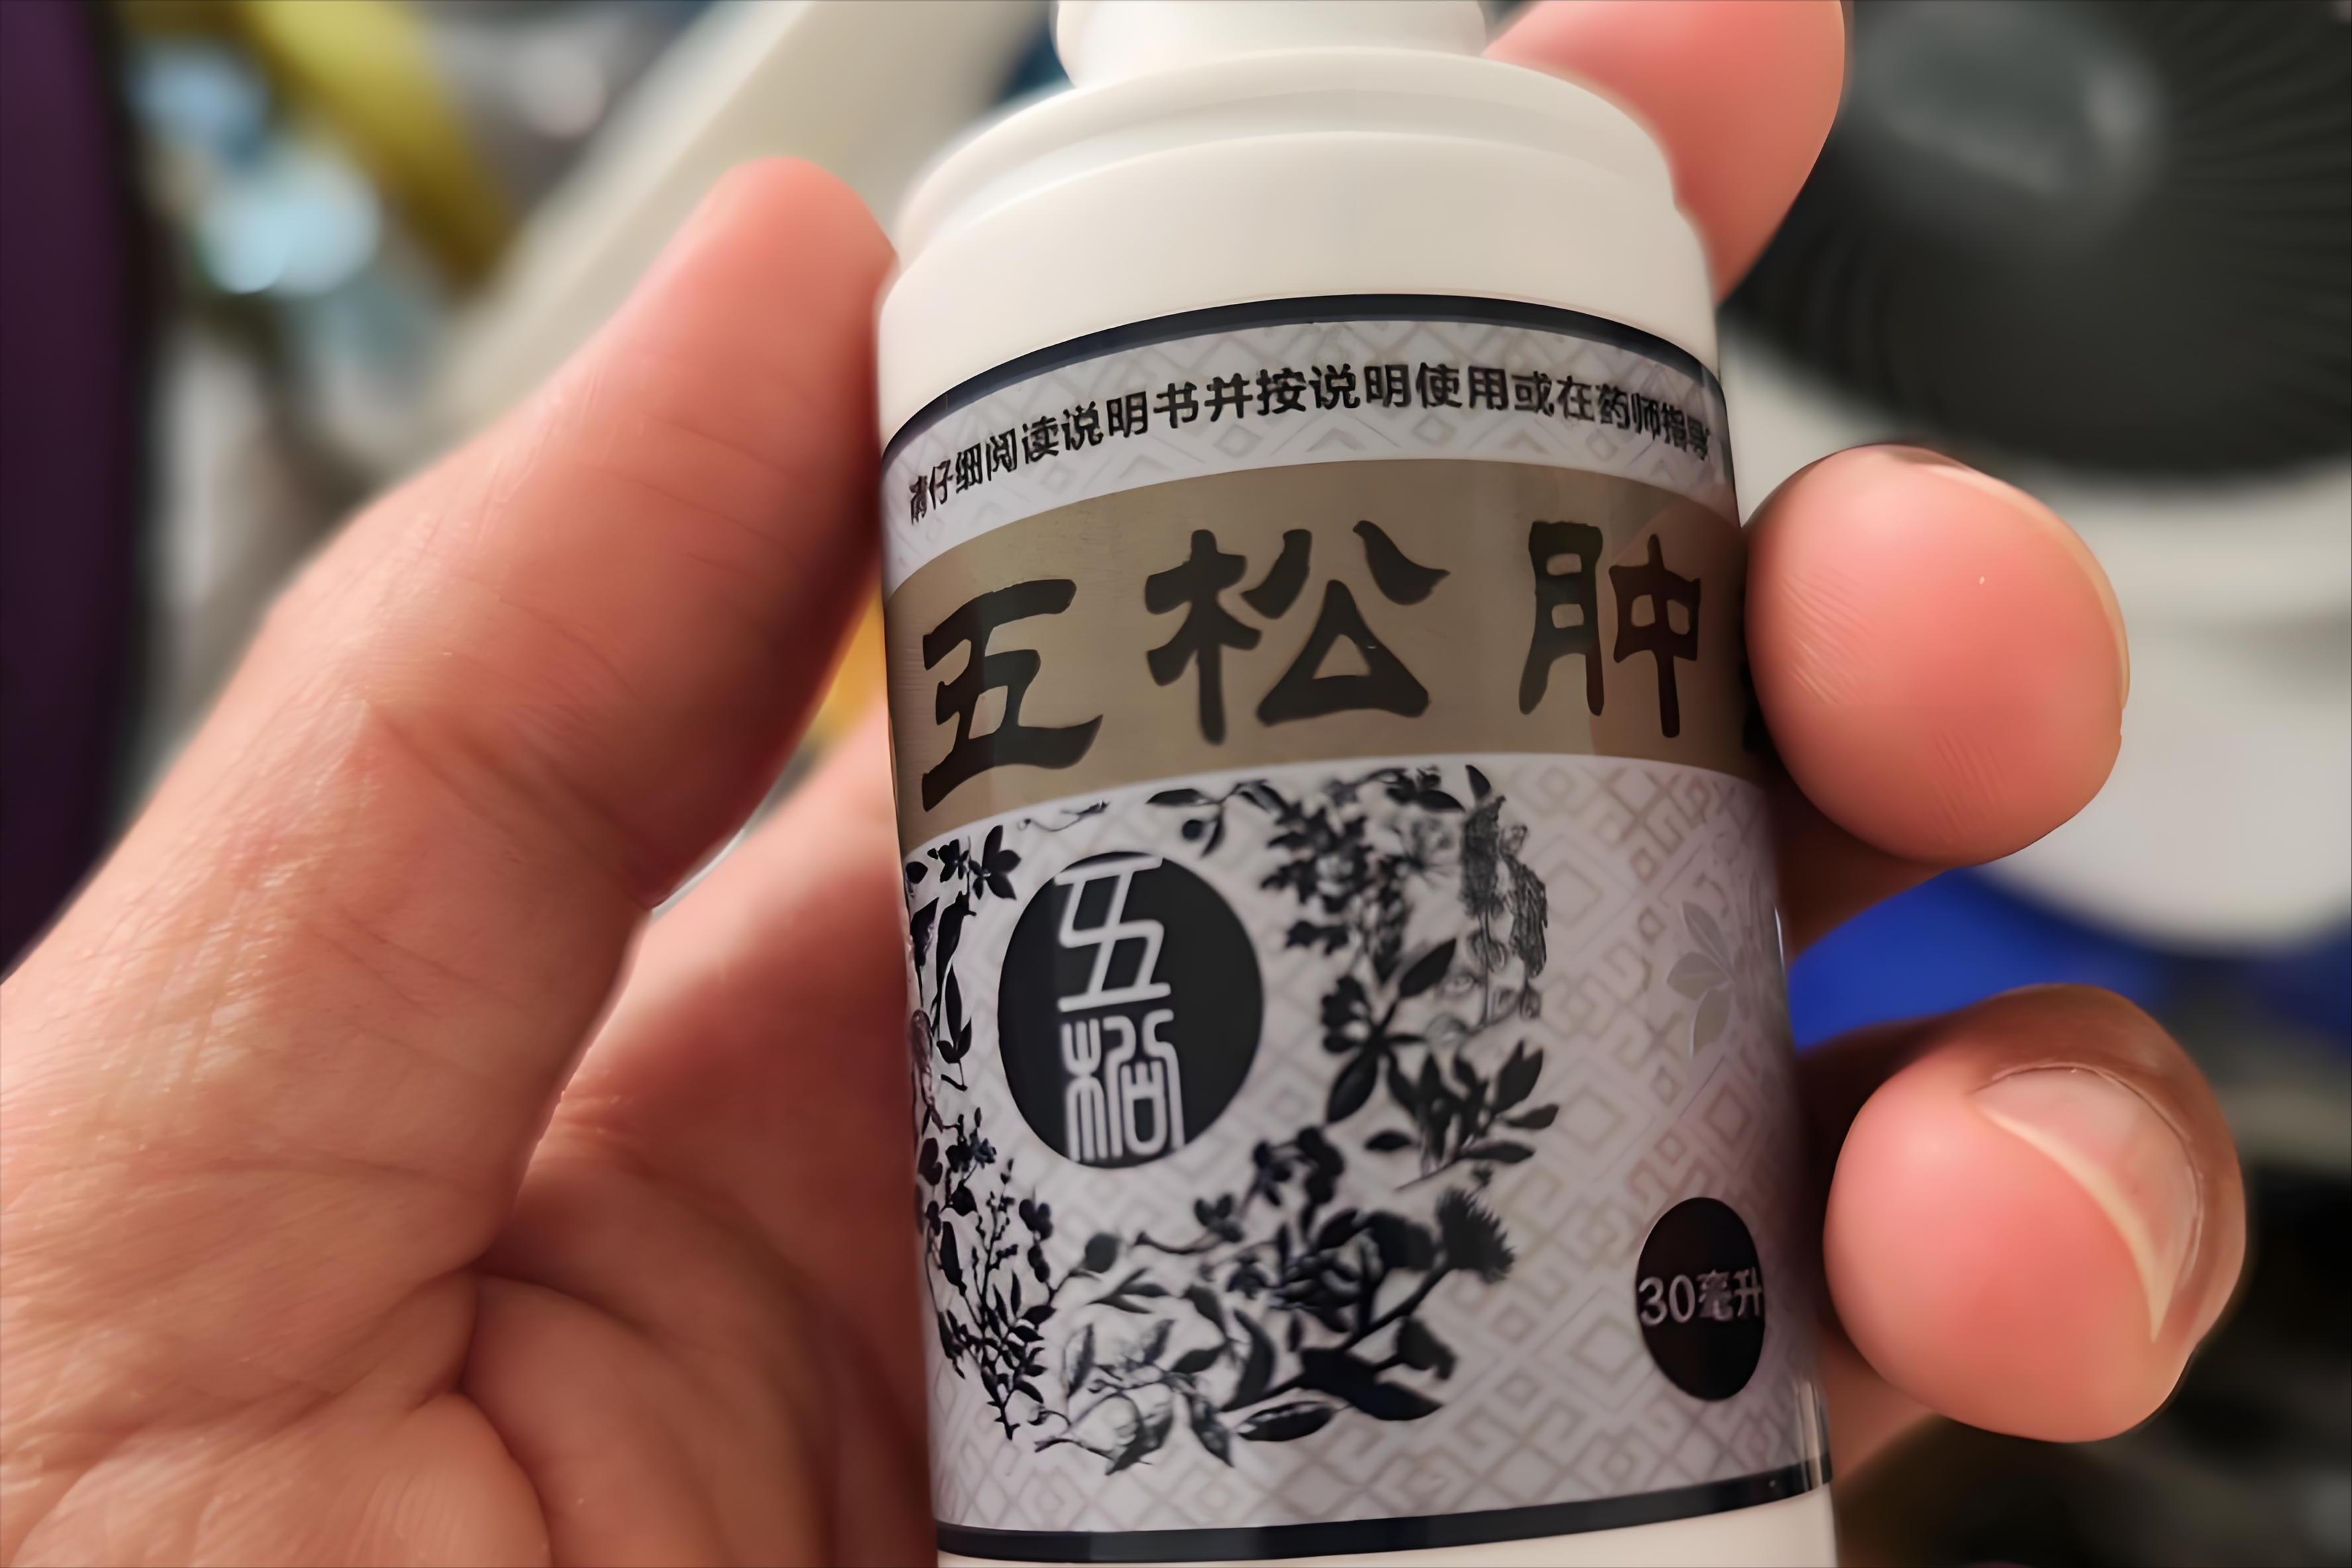 请仔细阅读说明书并按说明使用或在药师指导
五松肿
五
松
30毫升